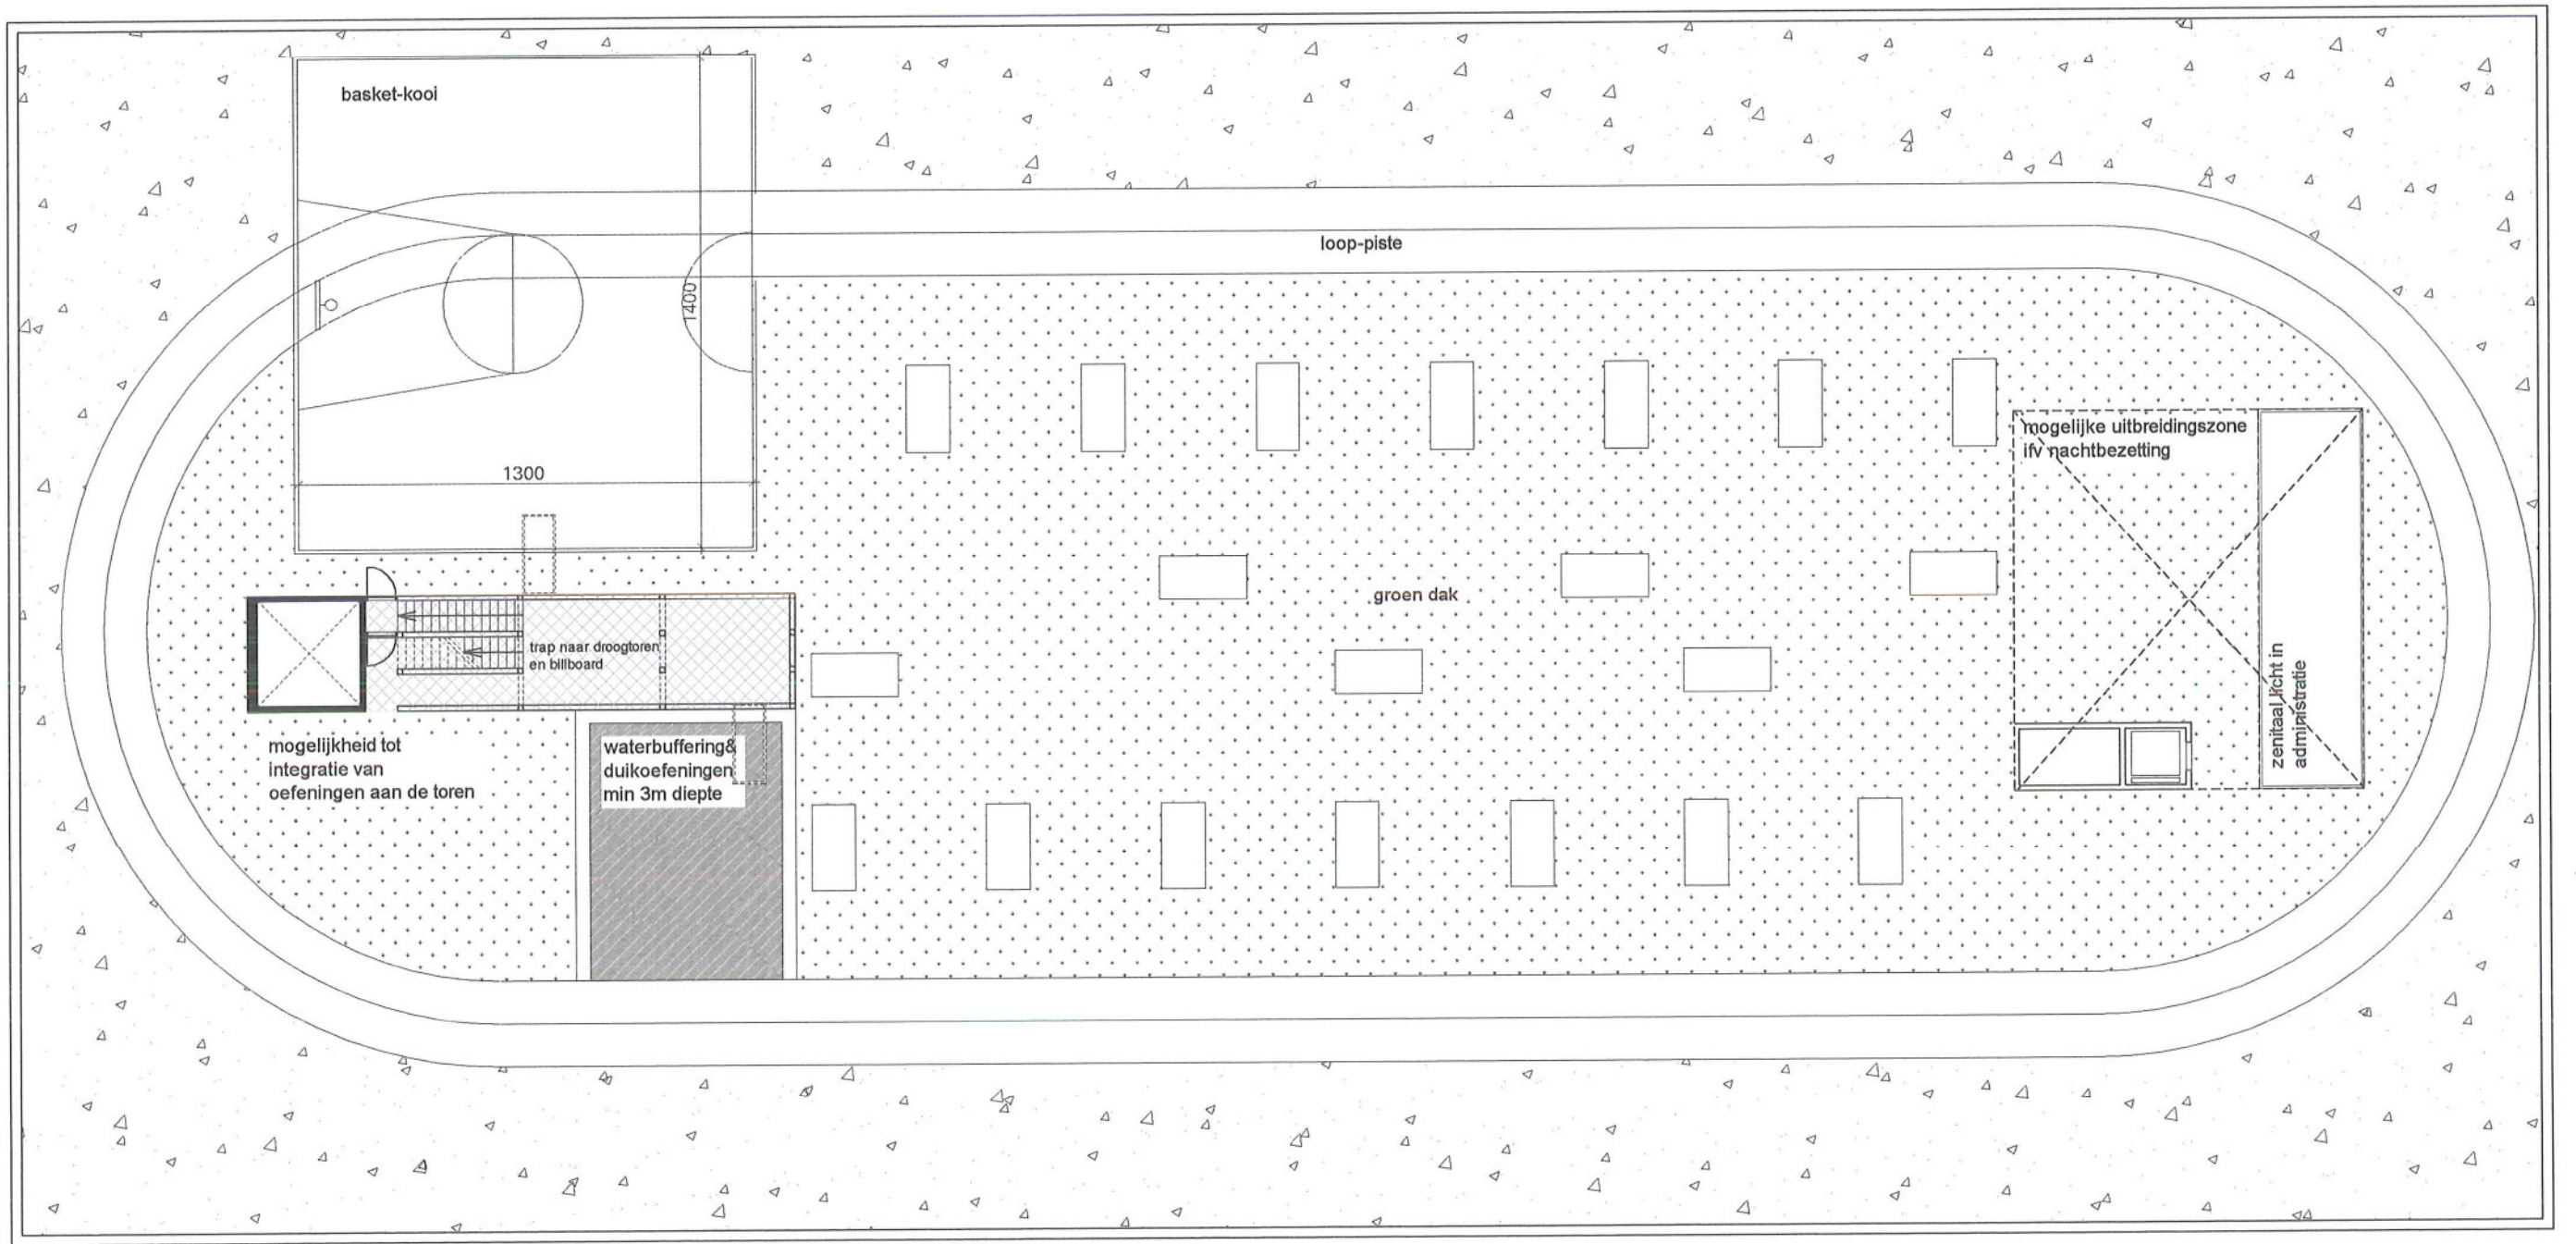 basket-kooi
loop-piste
1400
1300
mogelijke uitbreidingszone
ifv nachtbezetting
groen dak
trap naar droogtoren
en billboard
zenitaal licht in
administratie
mogelijkheid tot
integratie van
oefeningen aan de toren
waterbuffering&
duikoefeningen
min 3m diepte